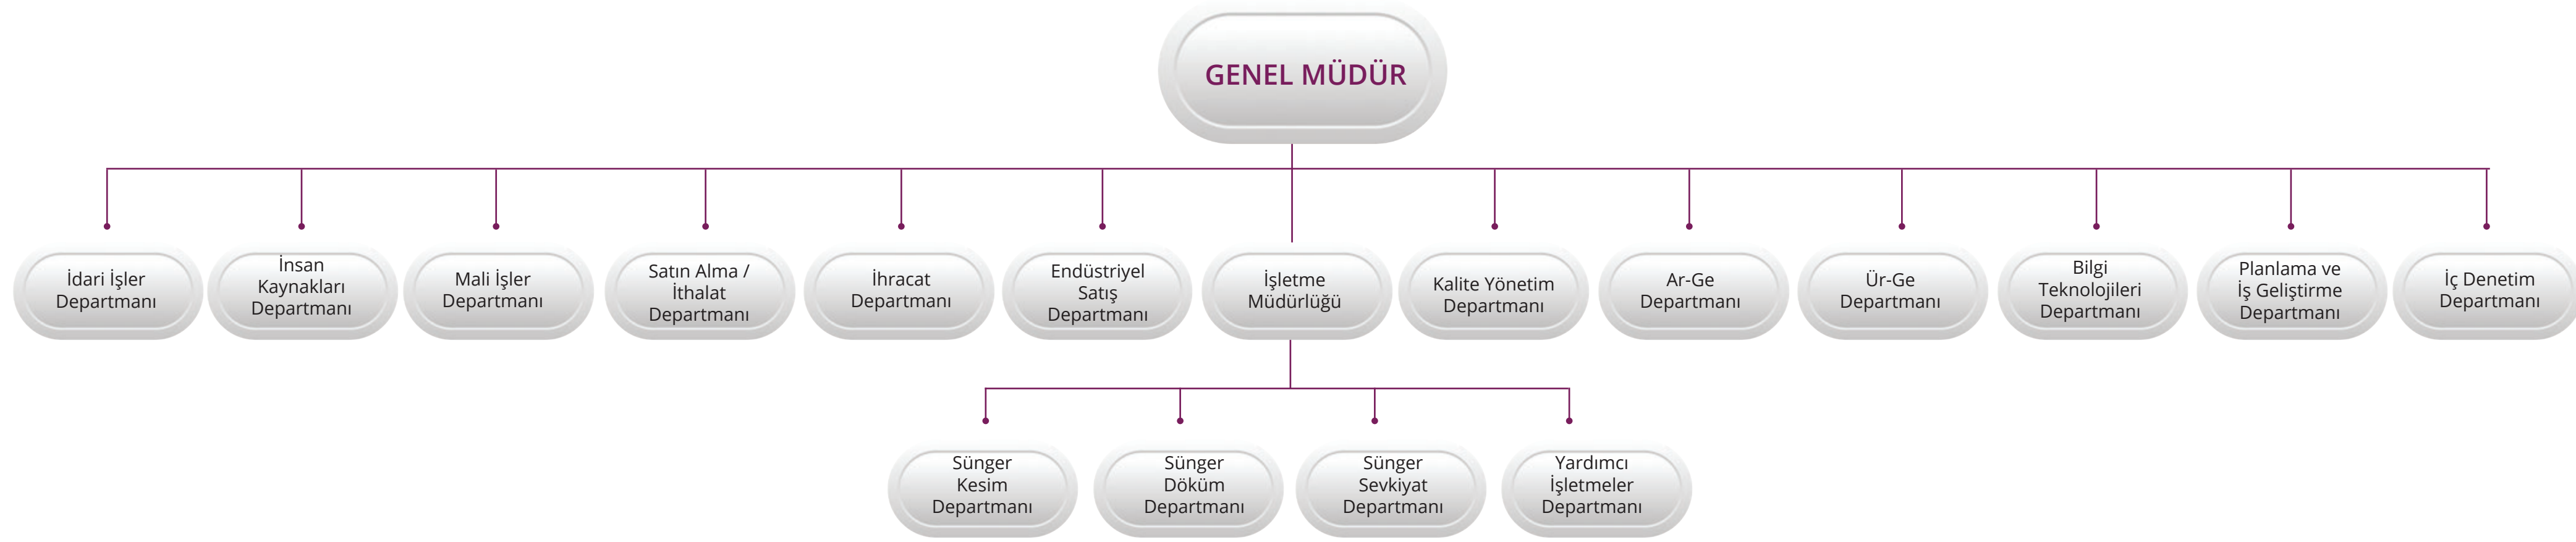 GENEL MÜDÜR
İdari İşler
Departmanı
İnsan
Kaynakları
Departmanı
Mali İşler
Departmanı
Satın Alma /
İthalat
Departmanı
İhracat
Departmanı
Endüstriyel
Satış
Departmanı
İşletme
Müdürlüğü
Kalite Yönetim
Departmanı
Ar-Ge
Departmanı
Ür-Ge
Departmanı
Bilgi
Teknolojileri
Departmanı
Planlama ve
İş Geliştirme
Departmanı
İç Denetim
Departmanı
Sünger
Kesim
Departmanı
Sünger
Döküm
Departmanı
Sünger
Sevkiyat
Departmanı
Yardımcı
İşletmeler
Departmanı